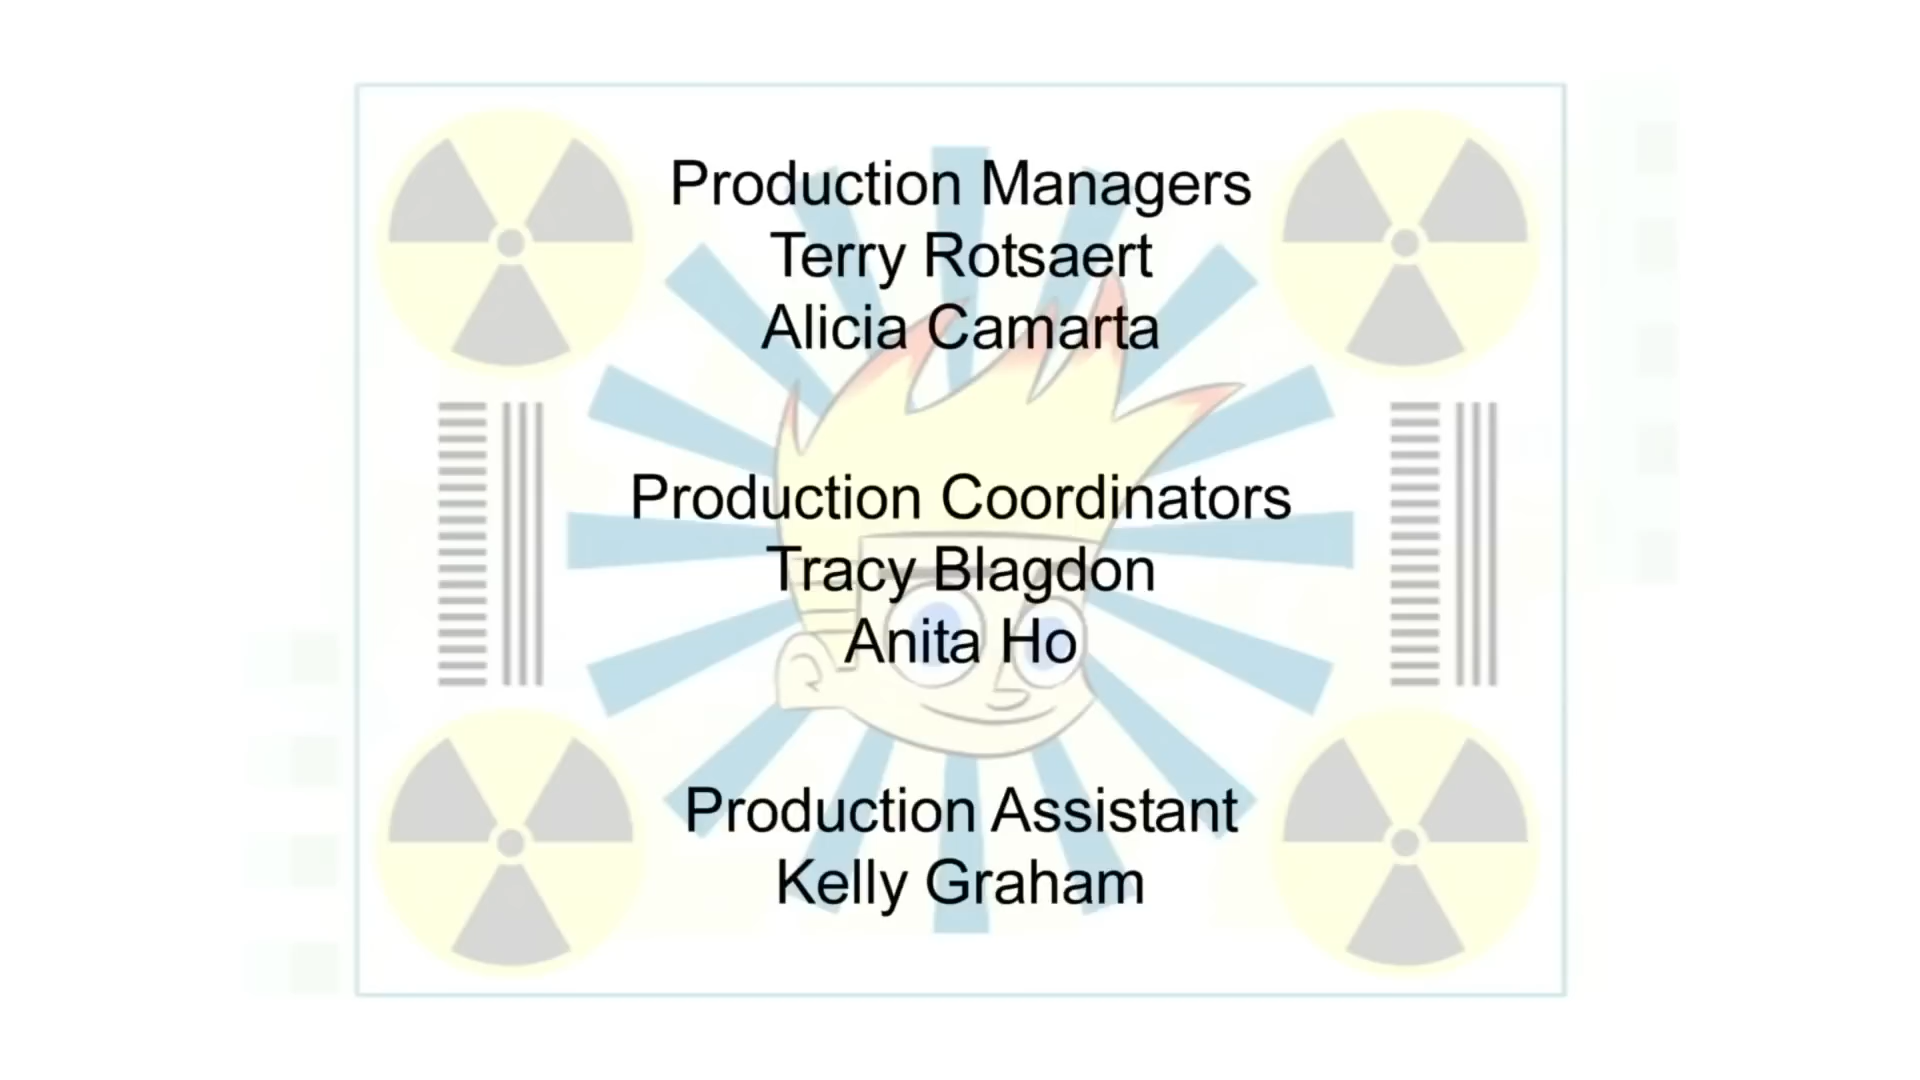 Production Managers
Terry Rotsaert
Alicia Camarta
Production Coordinators
Tracy Blagdon
Anita Ho
Production Assistant
Kelly Graham